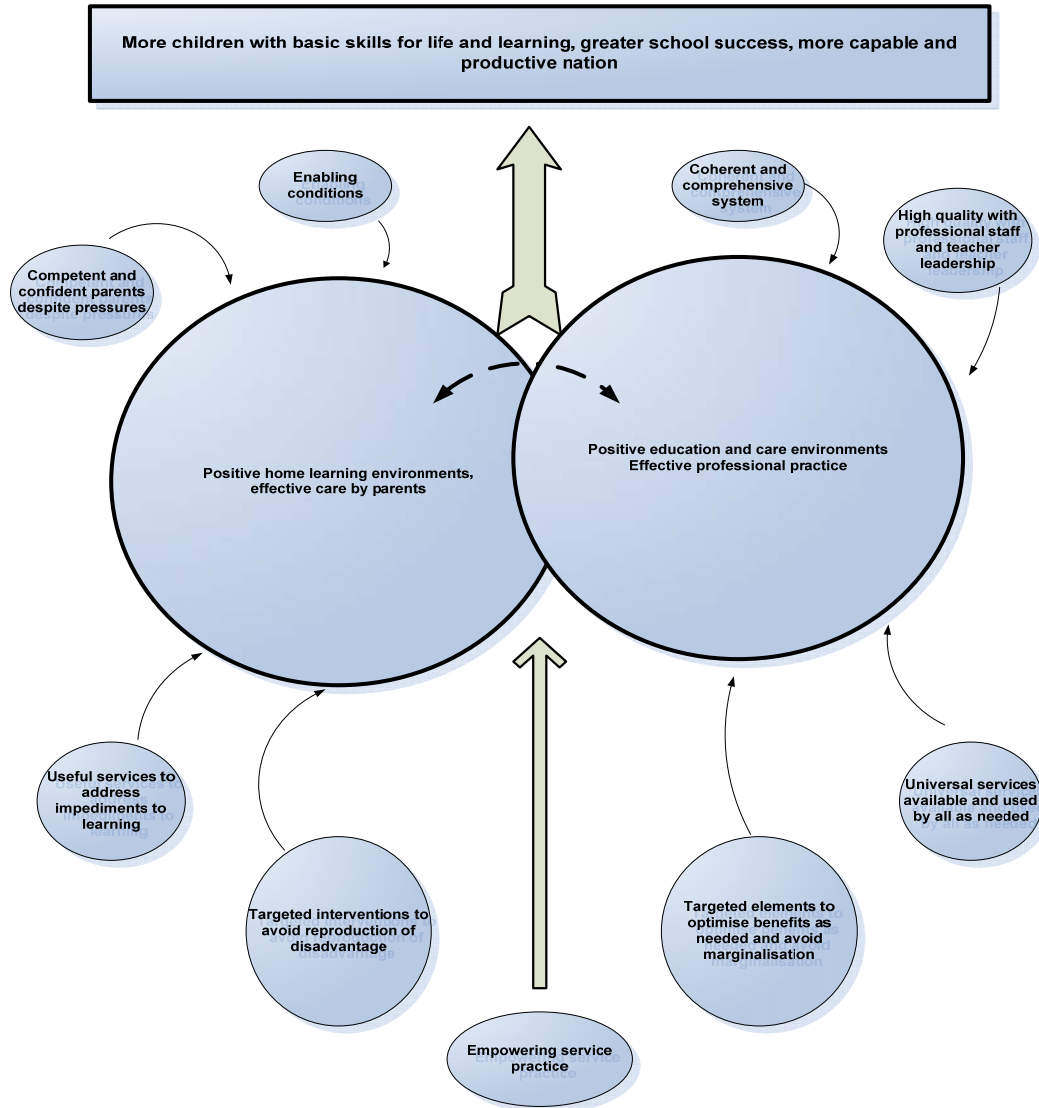 More children with basic skills for life and learning, greater school success, more capable and
productive nation
Enabling
conditions
Coherent and
comprehensive
system
High quality with
professional staff
and teacher
leadership
Competent and
confident parents
despite pressures
Positive home learning environments,
effective care by parents
Positive education and care environments
Effective professional practice
Useful services to
address
impediments to
learning
Universal services
available and used
by all as needed
Targeted interventions to
avoid reproduction of
disadvantage
Targeted elements to
optimise benefits as
needed and avoid
marginalisation
Empowering service
practice